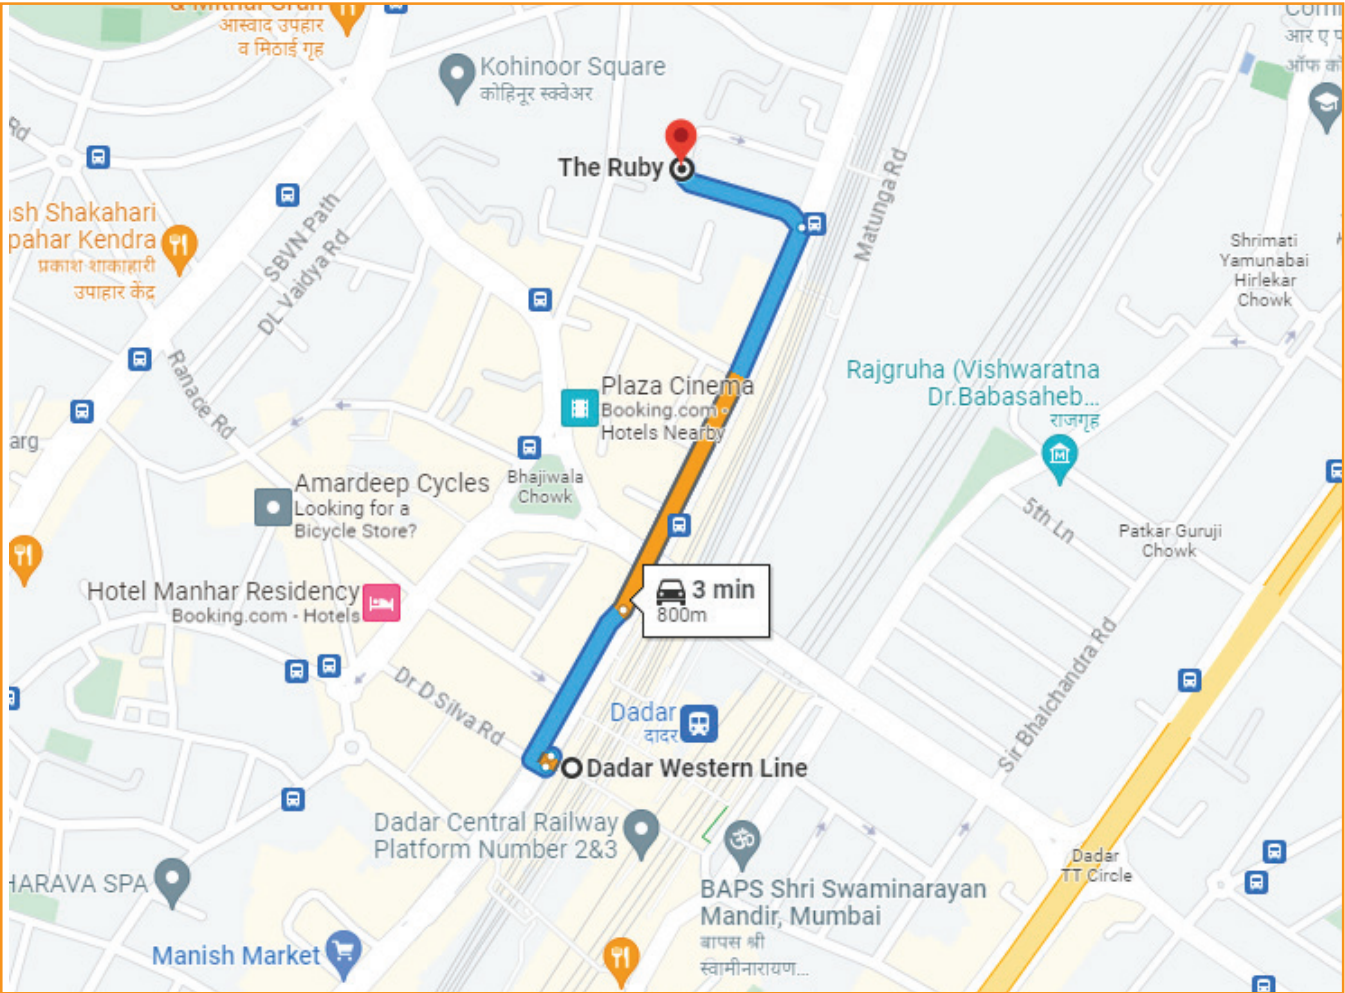 आस्वाद उपहार
व मिठाई गृह
Kohinoor Square
कोहिनूर स्क्वेअर
आर ए
ऑफ
Rd
The Ruby
Matunga Rd
ash Shakahari
pahar Kendra
प्रकाश शाकाहारी
उपाहार केंद्र
SBVN Path
DL Vaidya Rd
Shrimati
Yamunabai
Hirlekar
Chowk
Ranade Rd
Plaza Cinema
Booking.com -
Hotels Nearby
Rajgruha (Vishwaratna
Dr.Babasaheb...
राजगृह
arg
Amardeep Cycles
Looking for a
Bicycle Store?
Bhajiwala
Chowk
5th Ln
Patkar Guruji
Chowk
Hotel Manhar Residency
Booking.com - Hotels
3 min
800m
Dr D Silva Rd
Dadar
दादर
Sir Bhalchandra Rd
Dadar Western Line
Dadar Central Railway
Platform Number 2&3
HARAVA SPA
BAPS Shri Swaminarayan
Mandir, Mumbai
बापस श्री
स्वामीनारायण...
Dadar
TT Circle
Manish Market